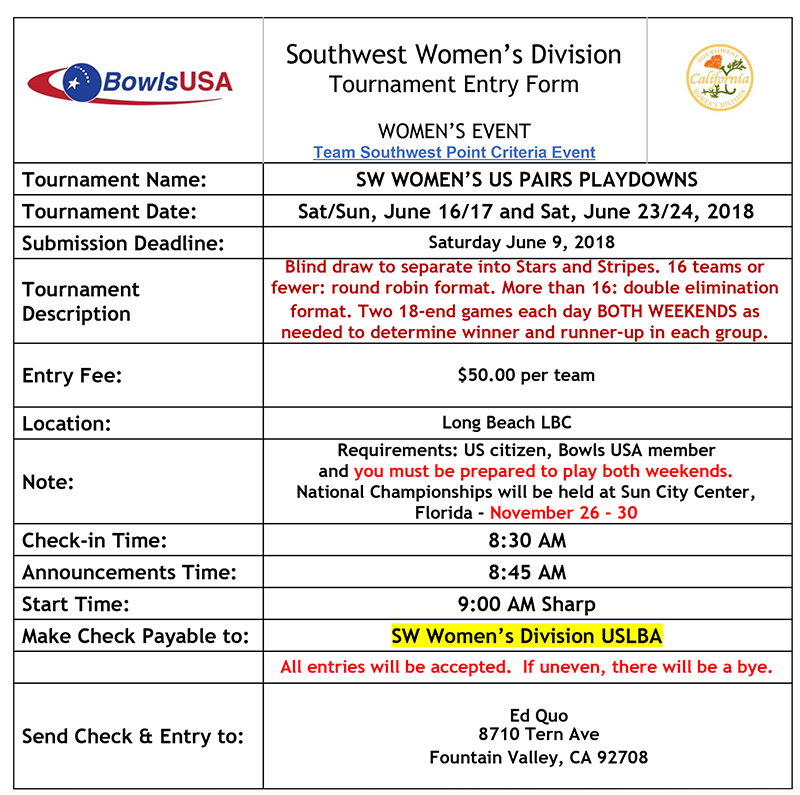 BowlsUSA
Southwest Women's Division
Tournament Entry Form
WOMEN'S EVENT
Team Southwest Point Criteria Event
SOUTHWEST
California
WOMEN'S DIVISION
Tournament Name:
SW WOMEN'S US PAIRS PLAYDOWNS
Tournament Date:
Sat/Sun, June 16/17 and Sat, June 23/24, 2018
Submission Deadline:
Saturday June 9, 2018
Tournament
Description
Blind draw to separate into Stars and Stripes. 16 teams or
fewer: round robin format. More than 16: double elimination
format. Two 18-end games each day BOTH WEEKENDS as
needed to determine winner and runner-up in each group.
Entry Fee:
$50.00 per team
Location:
Long Beach LBC
Note:
Requirements: US citizen, Bowls USA member
and you must be prepared to play both weekends.
National Championships will be held at Sun City Center,
Florida - November 26 - 30
Check-in Time:
8:30 AM
Announcements Time:
8:45 AM
Start Time:
9:00 AM Sharp
Make Check Payable to:
SW Women's Division USLBA
All entries will be accepted. If uneven, there will be a bye.
Send Check & Entry to:
Ed Quo
8710 Tern Ave
Fountain Valley, CA 92708